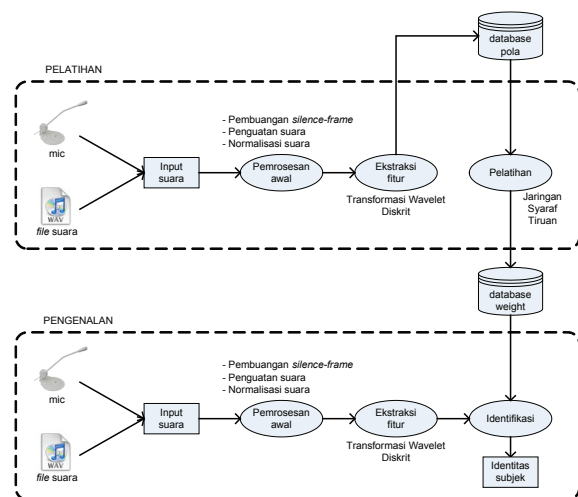 database
pola
PELATIHAN
- Pembuangan silence-frame
- Penguatan suara
- Normalisasi suara
mic
Input
suara
Pemrosesan
awal
Ekstraksi
fitur
Pelatihan
Transformasi Wavelet
Diskrit
Jaringan
Syaraf
Tiruan
WAV
file suara
database
weight
PENGENALAN
- Pembuangan silence-frame
- Penguatan suara
- Normalisasi suara
mic
Input
suara
Pemrosesan
awal
Ekstraksi
fitur
Identifikasi
Transformasi Wavelet
Diskrit
WAV
file suara
Identitas
subjek